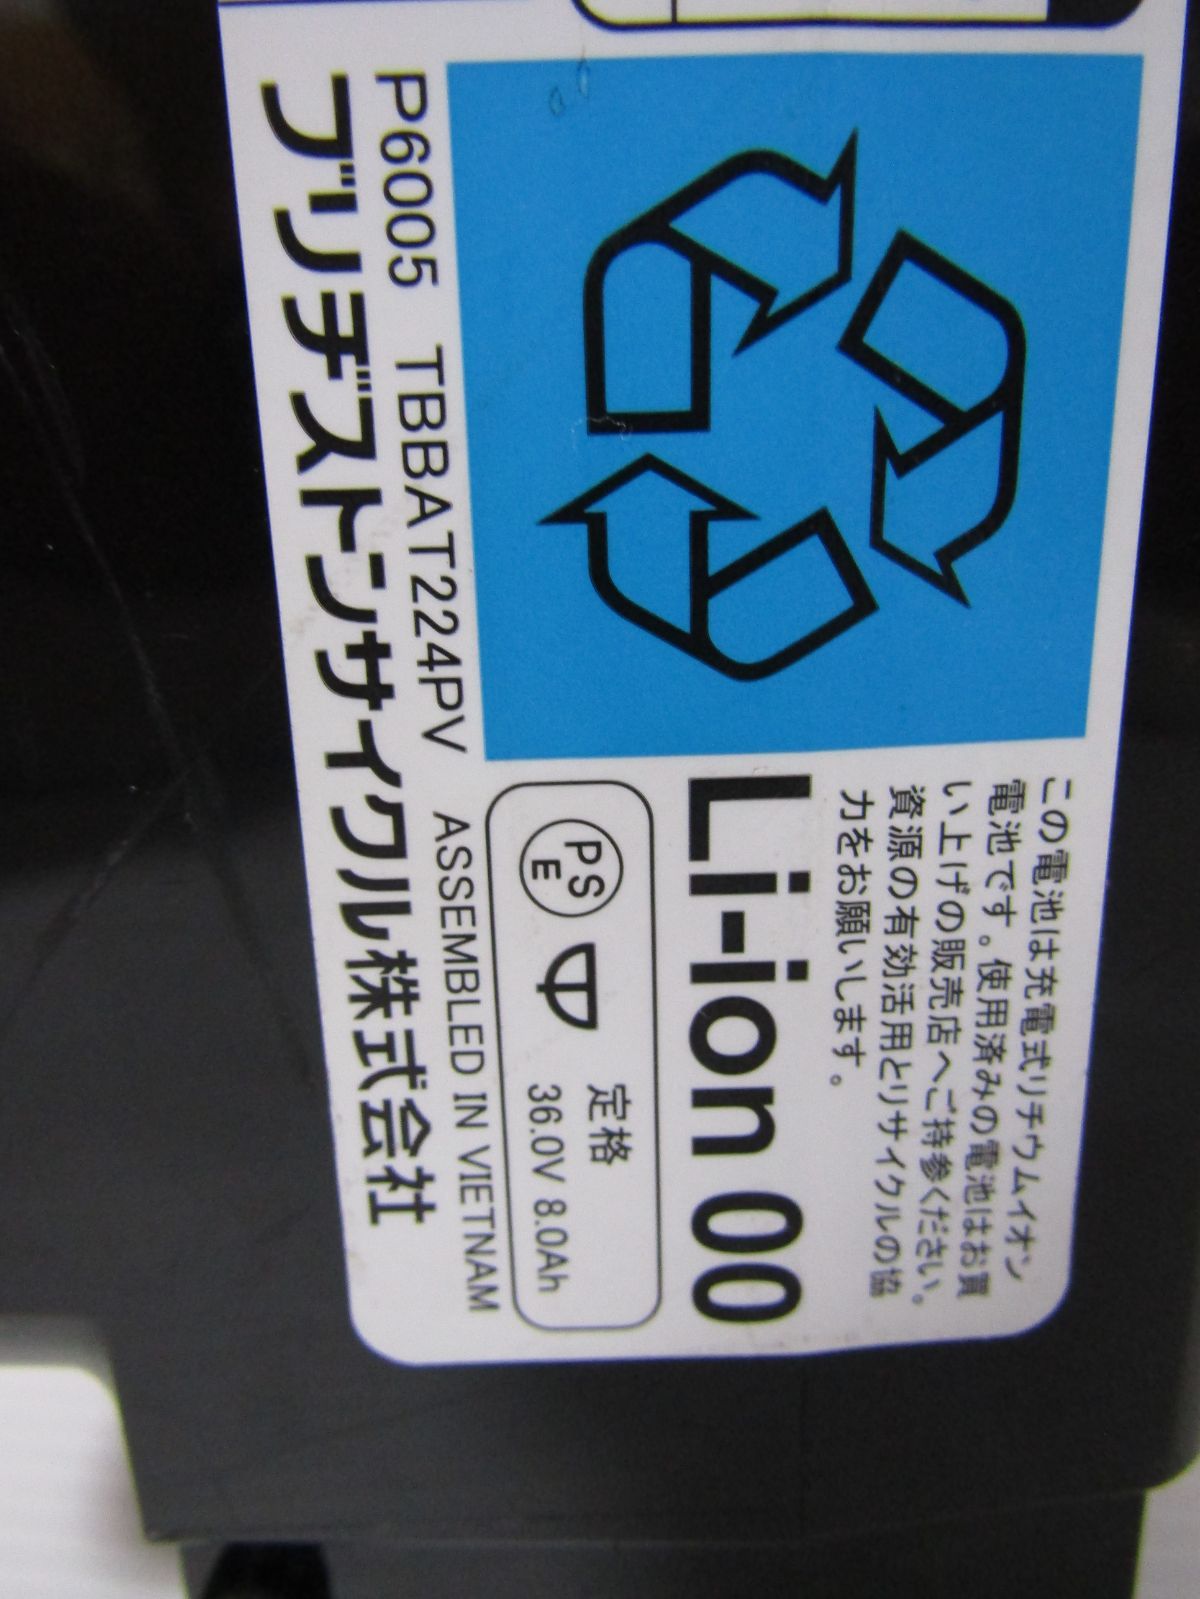 この電池は充電式リチウムイオン
電池です。使用済みの電池はお買
い上げの販売店へご持参ください。
資源の有効活用とリサイクルの協
力をお願いします。
Li-ion 00
PS
E
定格
36.0V 8.0Ah
P6005 TBBAT224PV ASSEMBLED IN VIETNAM
ブリヂストンサイクル株式会社